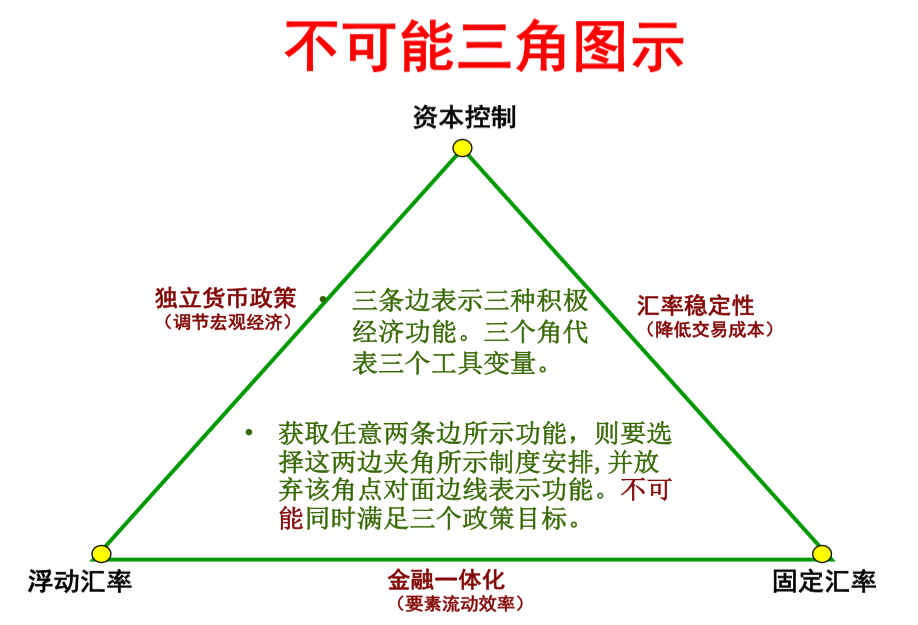 不可能三角图示
资本控制
独立货币政策
（调节宏观经济）
汇率稳定性
（降低交易成本）
• 三条边表示三种积极
经济功能。三个角代
表三个工具变量。
• 获取任意两条边所示功能，则要选
择这两边夹角所示制度安排,并放
弃该角点对面边线表示功能。不可
能同时满足三个政策目标。
浮动汇率
金融一体化
（要素流动效率）
固定汇率